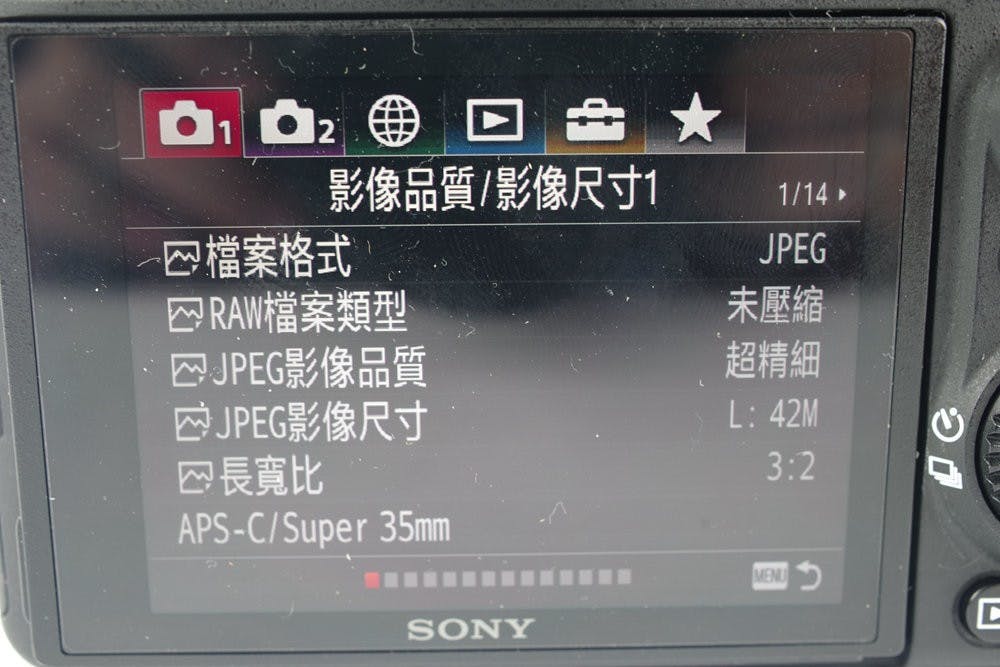 1 2
影像品質/影像尺寸1 1/14
檔案格式 JPEG
RAW檔案類型 未壓縮
JPEG影像品質 超精細
JPEG影像尺寸 L: 42M
長寬比 3:2
APS-C/Super 35mm
MENU
SONY